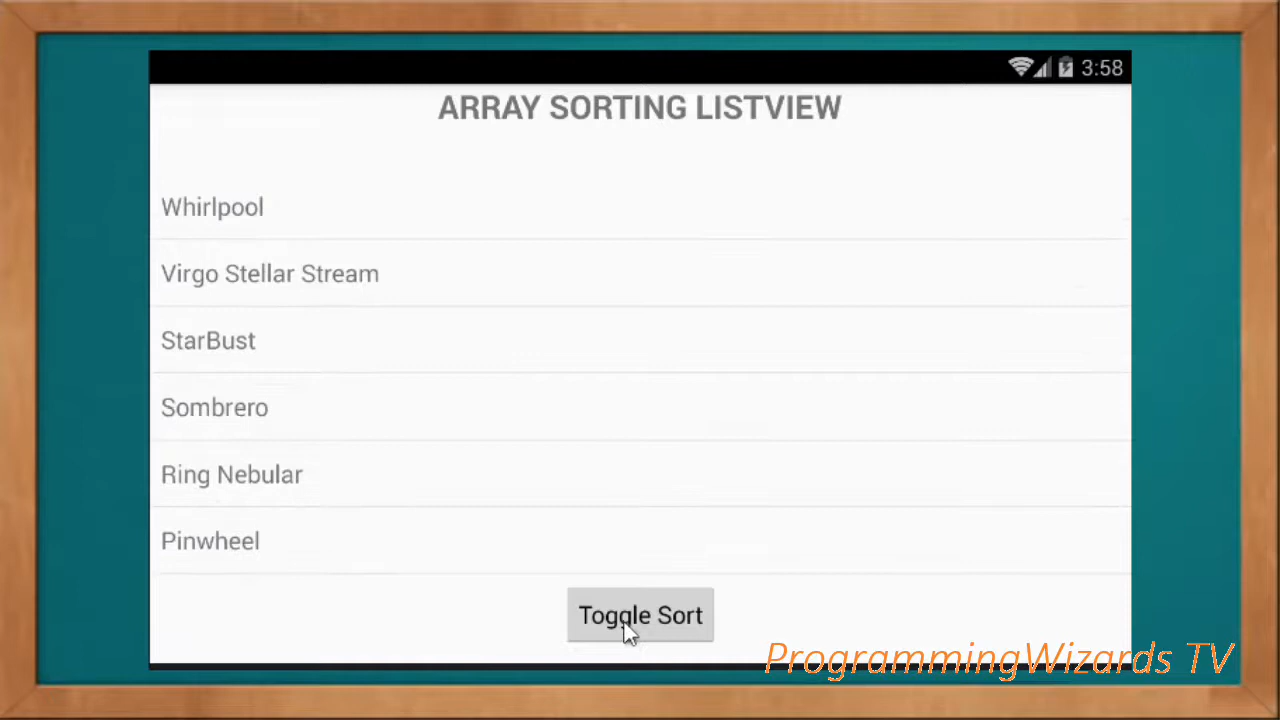 3:58
ARRAY SORTING LISTVIEW
Whirlpool
Virgo Stellar Stream
StarBust
Sombrero
Ring Nebular
Pinwheel
Toggle Sort
ProgrammingWizards TV